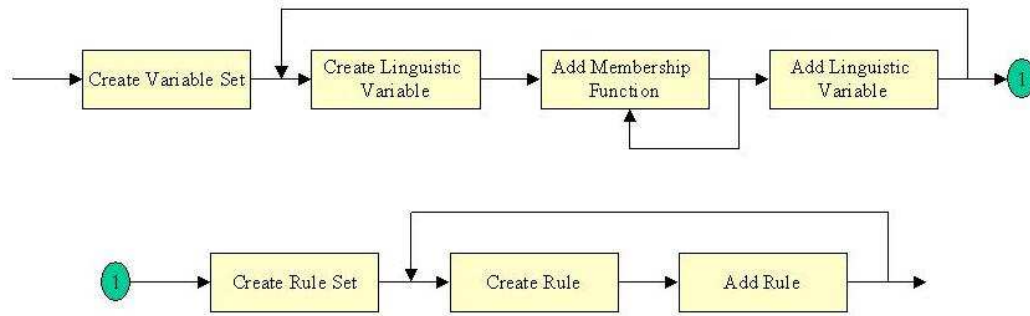 Create Variable Set
Create Linguistic
Variable
Add Membership
Function
Add Linguistic
Variable
1
1
Create Rule Set
Create Rule
Add Rule